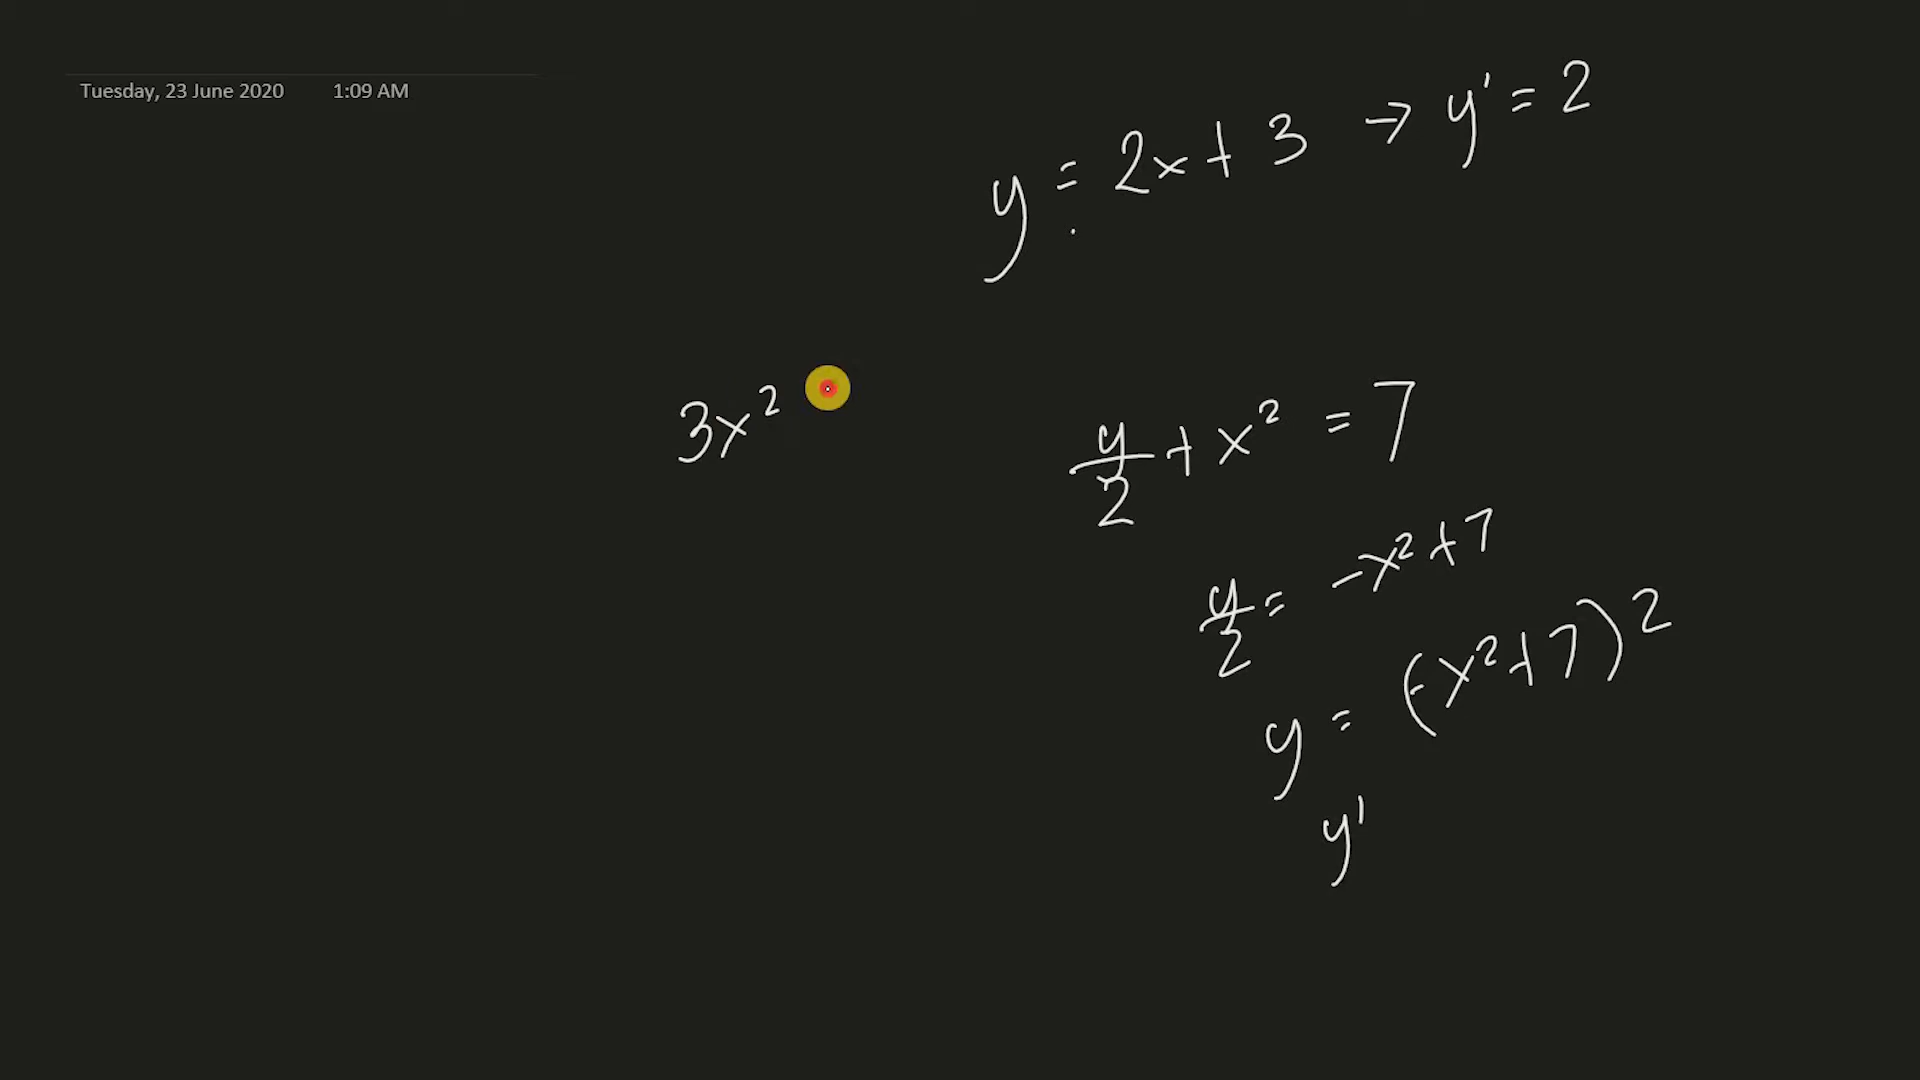 Tuesday, 23 June 2020 1:09 AM
y = 2x + 3 → y' = 2
3x²
y/2 + x² = 7
y/2 = -x² + 7
y = (-x² + 7)2
y'